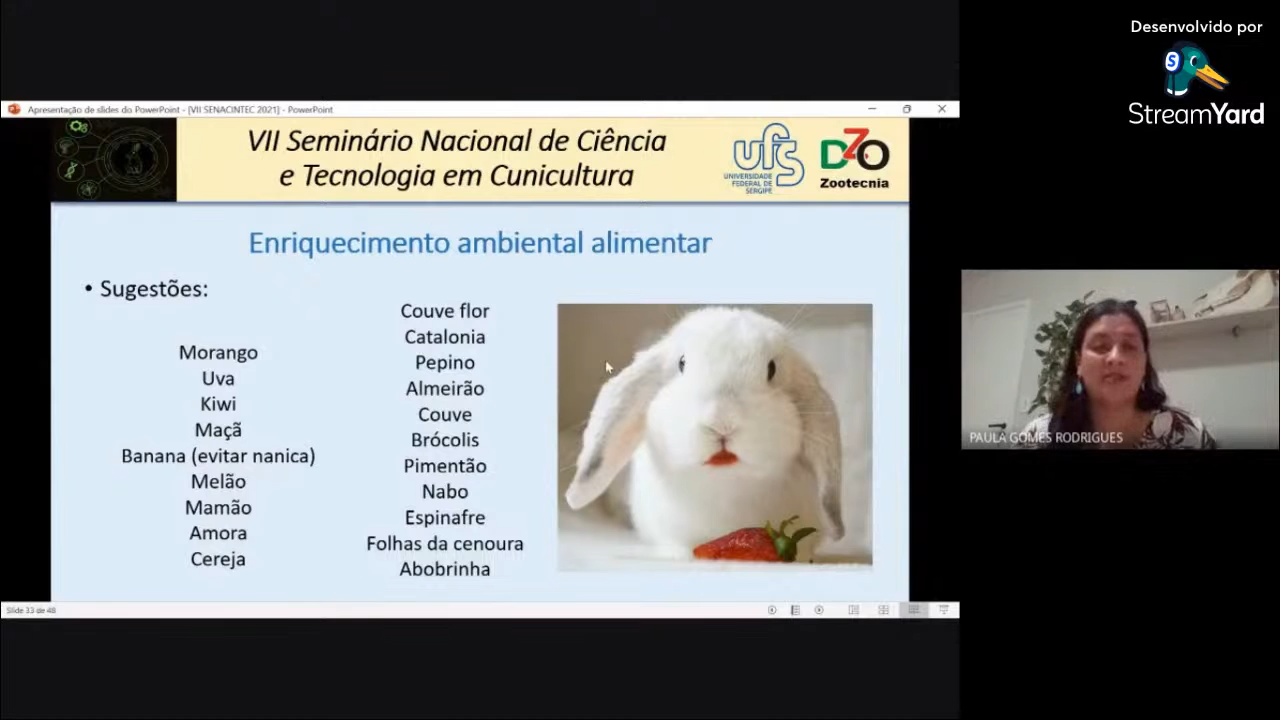 Desenvolvido por
StreamYard
Apresentação de slides do PowerPoint - [VII SENACINTEC 2021] - PowerPoint
VII Seminário Nacional de Ciência
e Tecnologia em Cunicultura
ufs
UNIVERSIDADE
FEDERAL DE
SERGIPE
DZO
Zootecnia
Enriquecimento ambiental alimentar
• Sugestões:
Morango
Uva
Kiwi
Maçã
Banana (evitar nanica)
Melão
Mamão
Amora
Cereja
Couve flor
Catalonia
Pepino
Almeirão
Couve
Brócolis
Pimentão
Nabo
Espinafre
Folhas da cenoura
Abobrinha
PAULA GOMES RODRIGUES
Slide 33 de 48